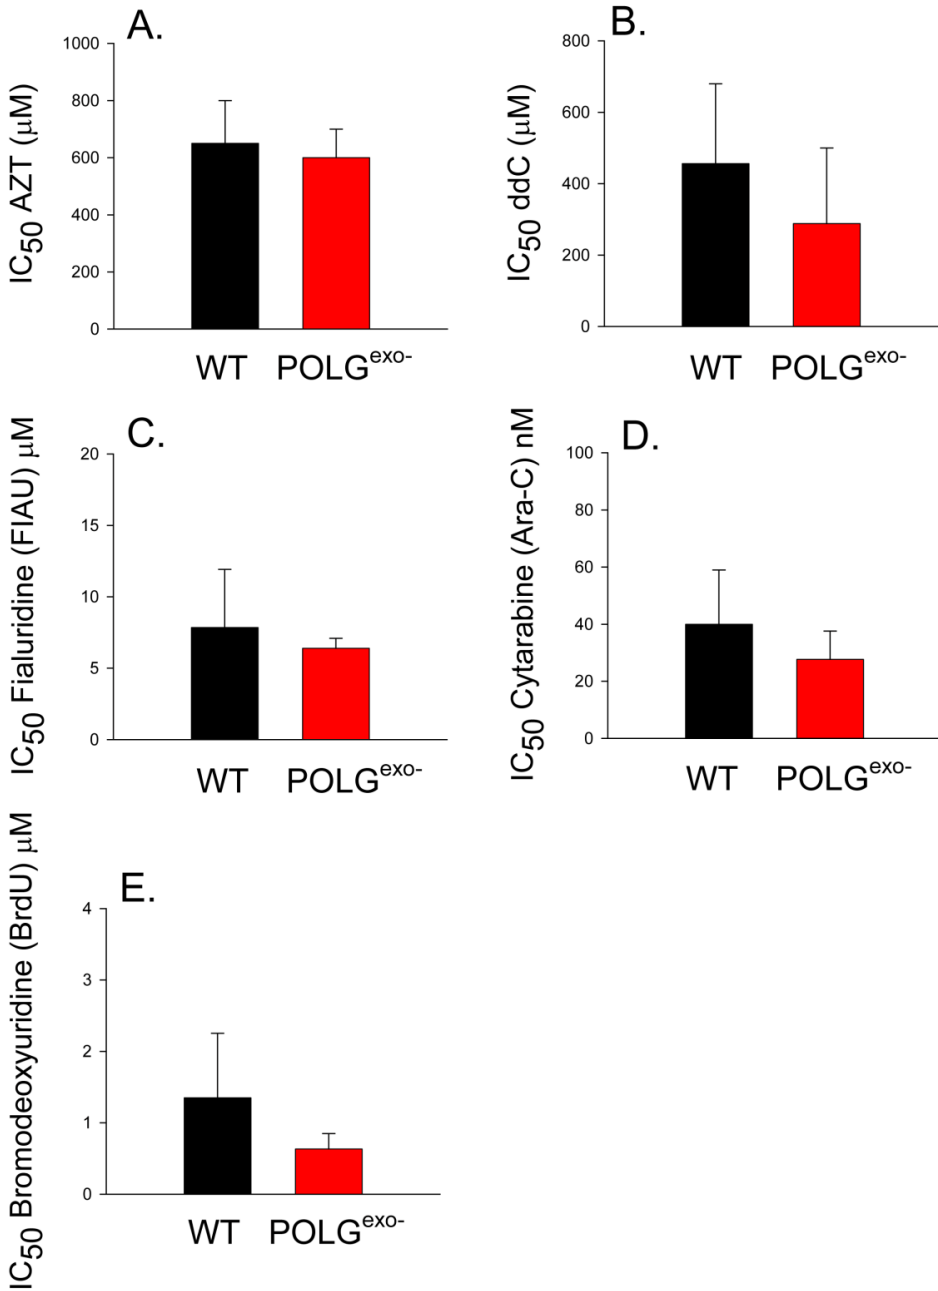 A.
IC50 AZT (μM)
1000
800
600
400
200
0
WT POLGexo-
B.
IC50 ddC (μM)
800
600
400
200
0
WT POLGexo-
C.
IC50 Fialuridine (FIAU) μM
20
15
10
5
0
WT POLGexo-
D.
IC50 Cytarabine (Ara-C) nM
100
80
60
40
20
0
WT POLGexo-
E.
IC50 Bromodeoxyuridine (BrdU) μM
4
3
2
1
0
WT POLGexo-